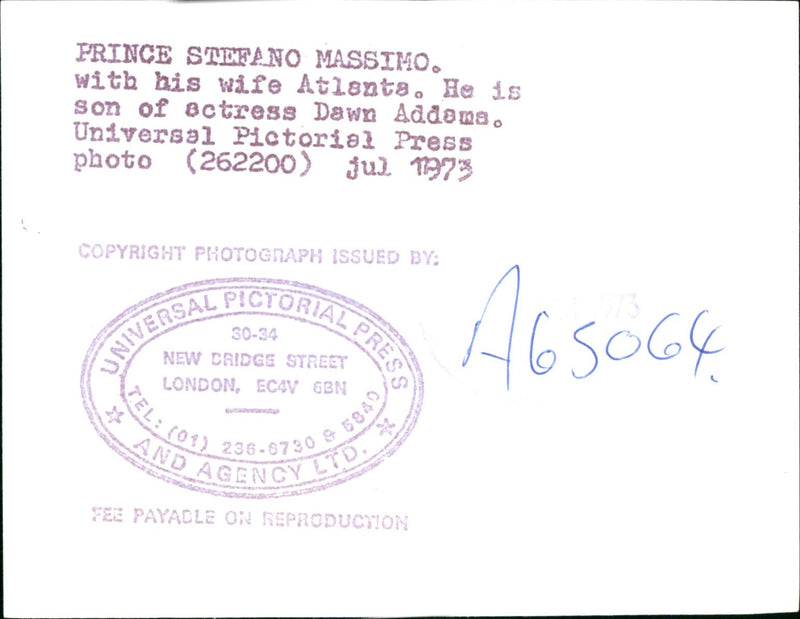 PRINCE STEFANO MASSIMO.
with his wife Atlanta. He is
son of actress Dawn Addams.
Universal Pictorial Press
photo (262200) jul 1973
COPYRIGHT PHOTOGRAPH ISSUED BY:
UNIVERSAL PICTORIAL PRESS
30-34
NEW BRIDGE STREET
LONDON, EC4V 6BN
TEL: (01) 236-6730 & 5840
AND AGENCY LTD.
FEE PAYABLE ON REPRODUCTION
A65064.